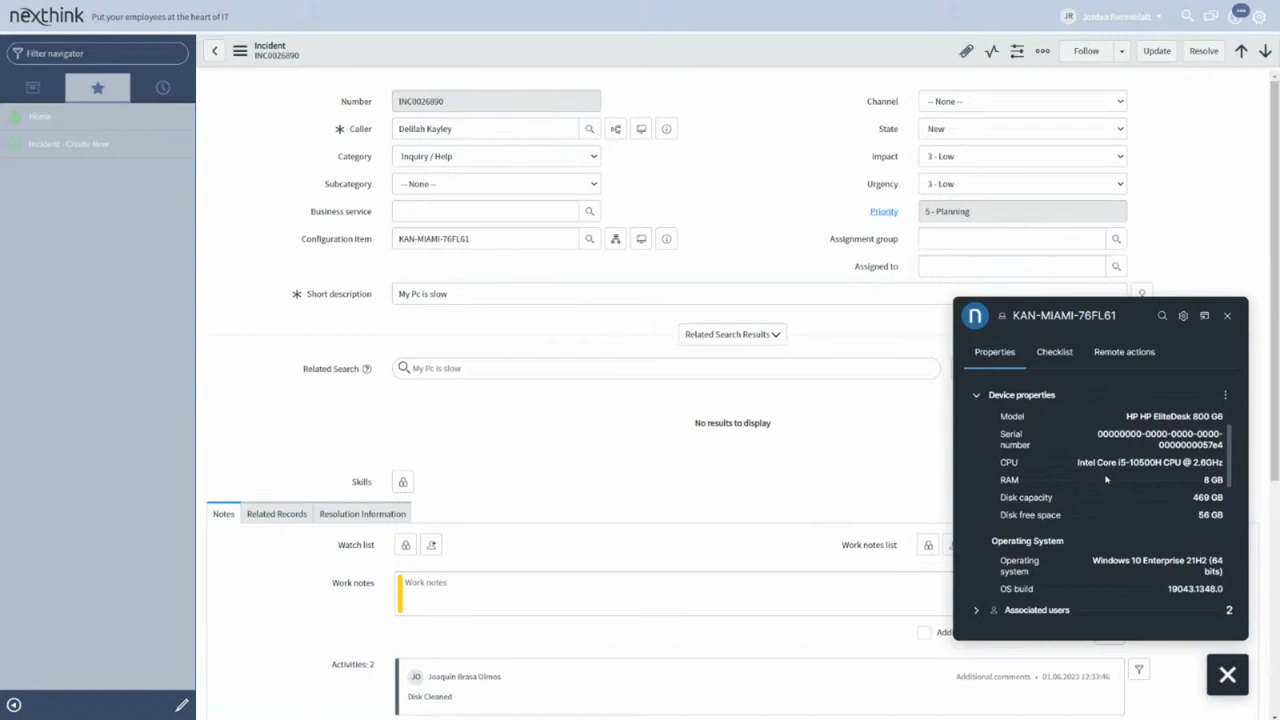 nexthink Put your employees at the heart of IT
JR Jordan Rosenblatt
Filter navigator
Home
Incident - Create New
Incident
INC0026890
Follow
Update
Resolve
Number INC0026890
Channel -- None --
Caller Delilah Kayley
State New
Category Inquiry / Help
Impact 3 - Low
Subcategory -- None --
Urgency 3 - Low
Business service
Priority 5 - Planning
Configuration item KAN-MIAMI-76FL61
Assignment group
Assigned to
Short description My Pc is slow
Related Search Results
Related Search My Pc is slow
No results to display
Skills
Notes Related Records Resolution Information
Watch list
Work notes list
Work notes Work notes
Addi
Activities: 2
JO Joaquin Brasa Olmos
Additional comments • 01.06.2023 12:33:46
Disk Cleaned
n KAN-MIAMI-76FL61
Properties Checklist Remote actions
Device properties
Model HP HP EliteDesk 800 G6
Serial 00000000-0000-0000-0000-
number 0000000057e4
CPU Intel Core i5-10500H CPU @ 2.6GHz
RAM 8 GB
Disk capacity 469 GB
Disk free space 56 GB
Operating System
Operating Windows 10 Enterprise 21H2 (64
system bits)
OS build 19043.1348.0
Associated users 2